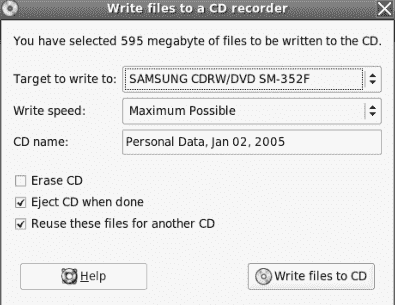 Write files to a CD recorder
You have selected 595 megabyte of files to be written to the CD.
Target to write to: SAMSUNG CDRW/DVD SM-352F
Write speed: Maximum Possible
CD name: Personal Data, Jan 02, 2005
Erase CD
Eject CD when done
Reuse these files for another CD
Help Write files to CD